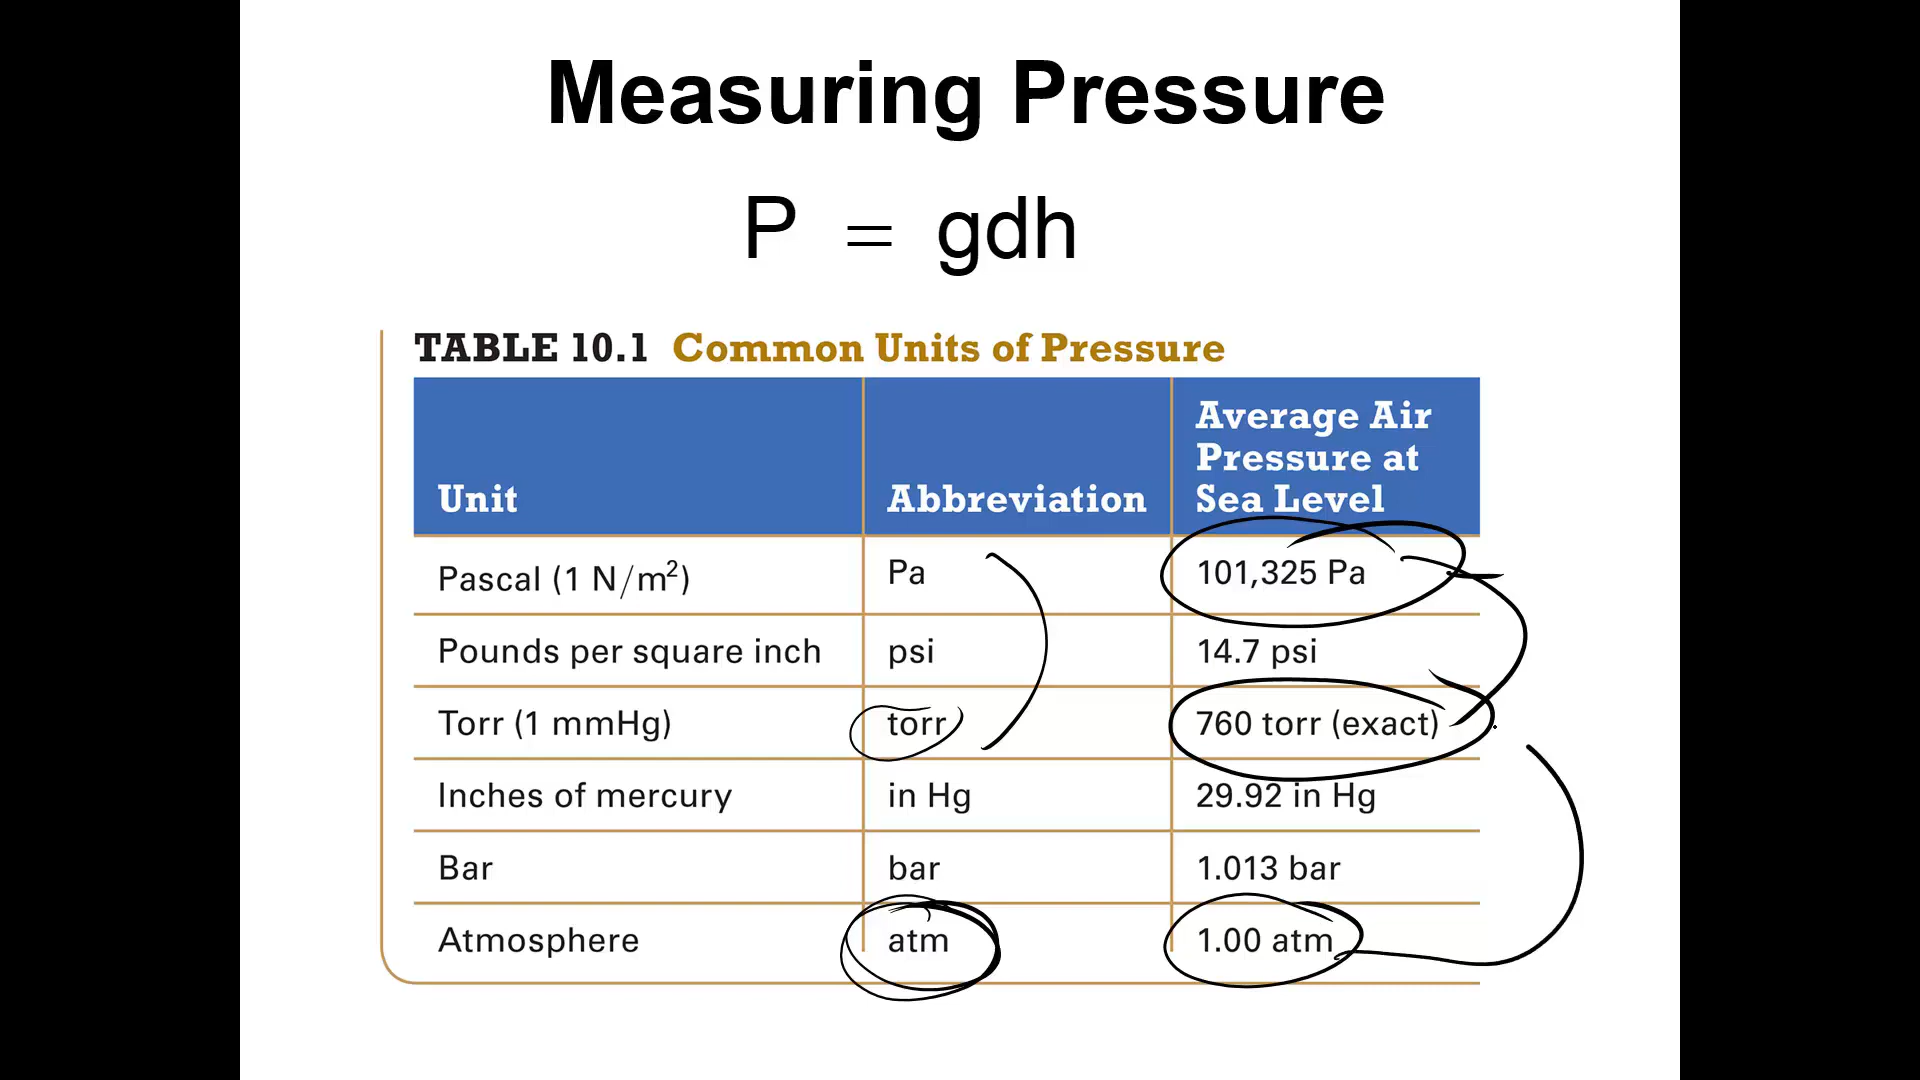 Measuring Pressure
P = gdh
TABLE 10.1 Common Units of Pressure
Unit Abbreviation Average Air Pressure at Sea Level
Pascal (1 N/m²) Pa 101,325 Pa
Pounds per square inch psi 14.7 psi
Torr (1 mmHg) torr 760 torr (exact)
Inches of mercury in Hg 29.92 in Hg
Bar bar 1.013 bar
Atmosphere atm 1.00 atm